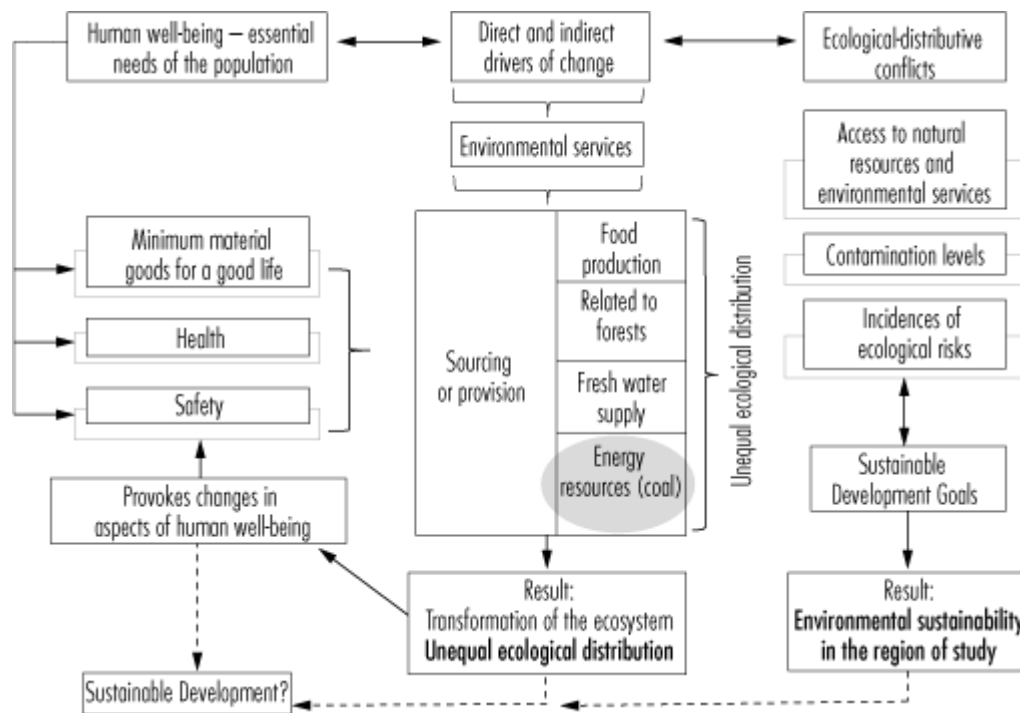 Human well-being – essential
needs of the population
Direct and indirect
drivers of change
Ecological-distributive
conflicts
Environmental services
Access to natural
resources and
environmental services
Minimum material
goods for a good life
Health
Safety
Sourcing
or provision
Food
production
Related to
forests
Fresh water
supply
Energy
resources (coal)
Unequal ecological distribution
Contamination levels
Incidences of
ecological risks
Sustainable
Development Goals
Provokes changes in
aspects of human well-being
Result:
Transformation of the ecosystem
Unequal ecological distribution
Result:
Environmental sustainability
in the region of study
Sustainable Development?